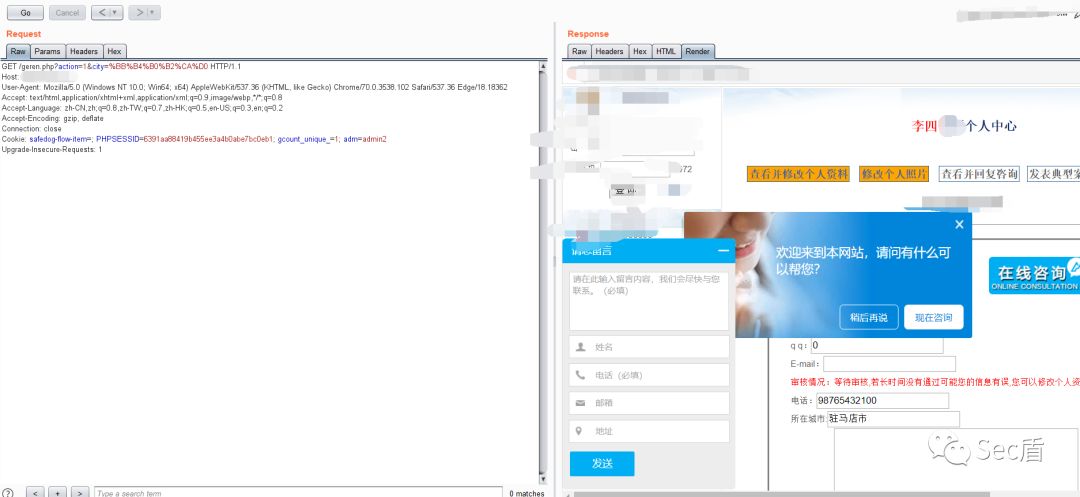 Go
Cancel
<
>
Request
Raw Params Headers Hex
GET /geren.php?action=1&city=%BB%B4%B0%B2%CA%D0 HTTP/1.1
Host:
User-Agent: Mozilla/5.0 (Windows NT 10.0; Win64; x64) AppleWebKit/537.36 (KHTML, like Gecko) Chrome/70.0.3538.102 Safari/537.36 Edge/18.18362
Accept: text/html,application/xhtml+xml,application/xml;q=0.9,image/webp,*/*;q=0.8
Accept-Language: zh-CN,zh;q=0.8,zh-TW;q=0.7,zh-HK;q=0.5,en-US;q=0.3,en;q=0.2
Accept-Encoding: gzip, deflate
Connection: close
Cookie: safedog-flow-item=; PHPSESSID=6391aa88419b455ee3a4b0abe7bc0eb1; gcount_unique_=1; adm=admin2
Upgrade-Insecure-Requests: 1
?
<
+
>
Type a search term
0 matches
Response
Raw Headers Hex HTML Render
李四 个人中心
查看并修改个人资料 修改个人照片 查看并回复咨询 发表典型案
72
欢迎来到本网站，请问有什么可
以帮您？
稍后再说 现在咨询
在线咨询
ONLINE CONSULTATION
留言
请在此输入留言内容，我们会尽快与您
联系。（必填）
姓名
电话（必填）
邮箱
地址
发送
qq：0
E-mail：
审核情况：等待审核,若长时间没有通过可能您的信息有误,您可以修改个人资
电话：98765432100
所在城市 驻马店市
Sec盾